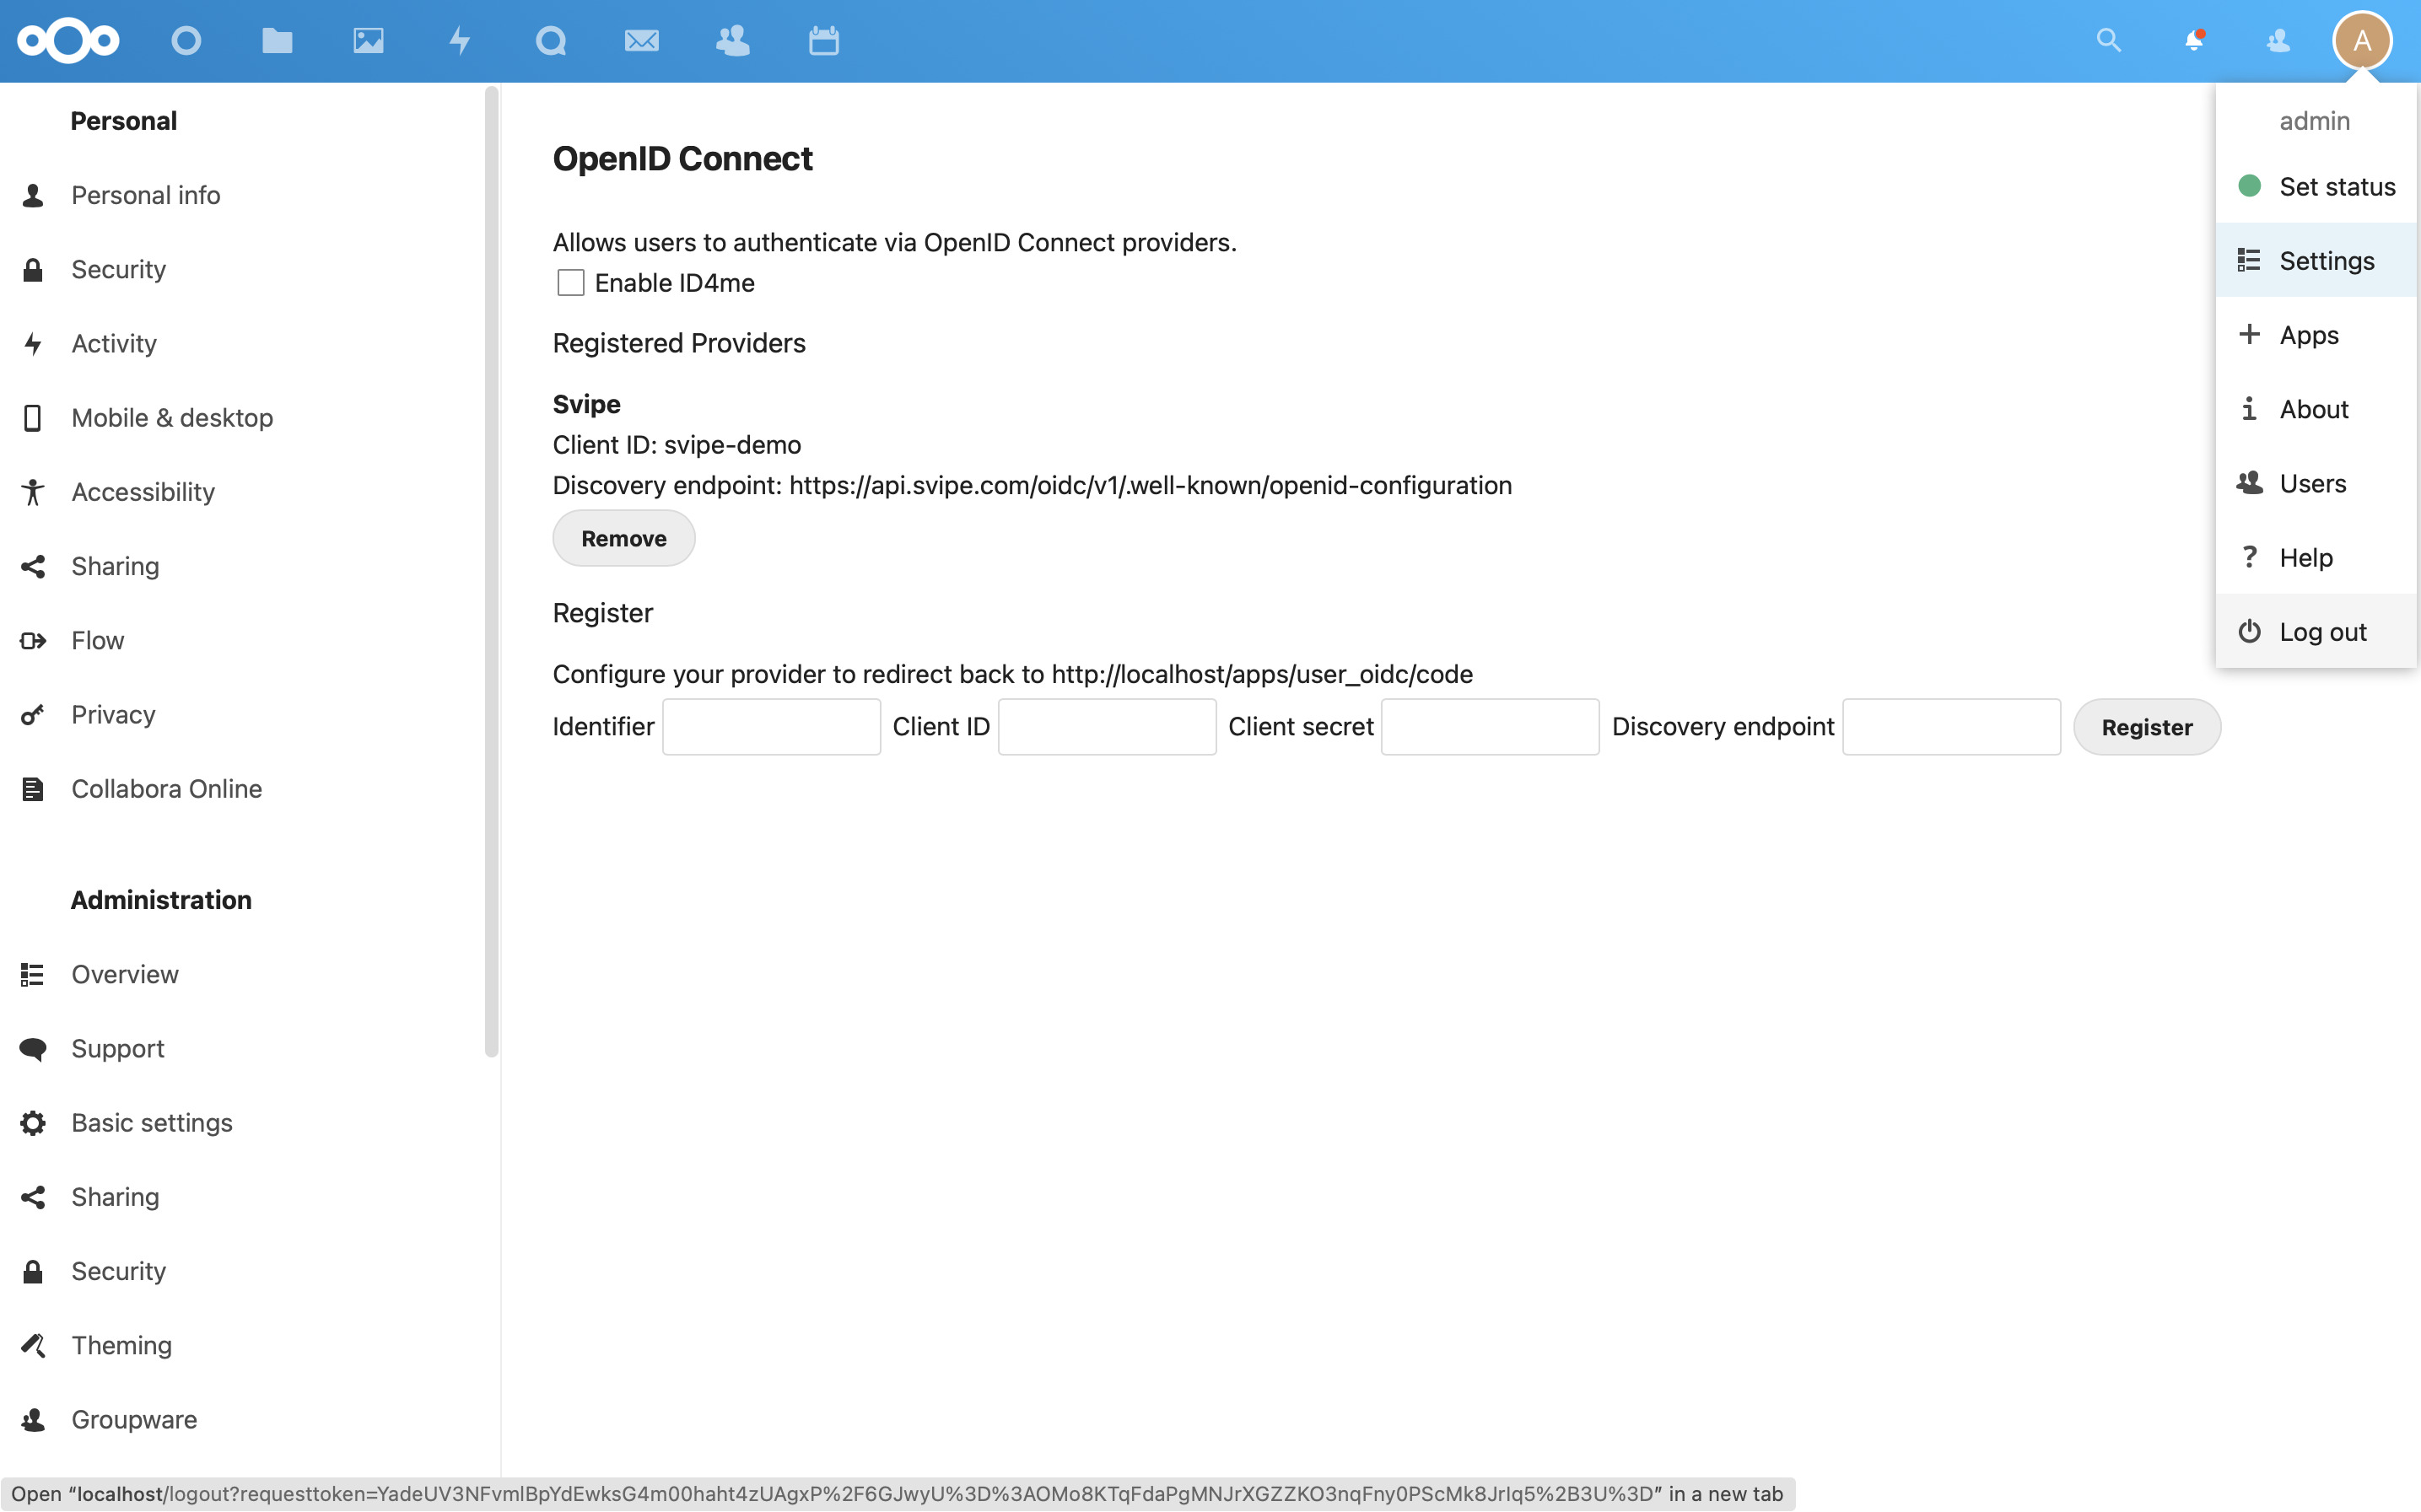 A
Personal
Personal info
Security
Activity
Mobile & desktop
Accessibility
Sharing
Flow
Privacy
Collabora Online
Administration
Overview
Support
Basic settings
Sharing
Security
Theming
Groupware
OpenID Connect
Allows users to authenticate via OpenID Connect providers.
Enable ID4me
Registered Providers
Svipe
Client ID: svipe-demo
Discovery endpoint: https://api.svipe.com/oidc/v1/.well-known/openid-configuration
Remove
Register
Configure your provider to redirect back to http://localhost/apps/user_oidc/code
Identifier Client ID Client secret Discovery endpoint Register
admin
Set status
Settings
Apps
About
Users
Help
Log out
Open “localhost/logout?requesttoken=YadeUV3NFvmlBpYdEwksG4m00haht4zUAgxP%2F6GJwyU%3D%3AOMo8KTqFdaPgMNJrXGZZKO3nqFny0PScMk8JrIq5%2B3U%3D” in a new tab